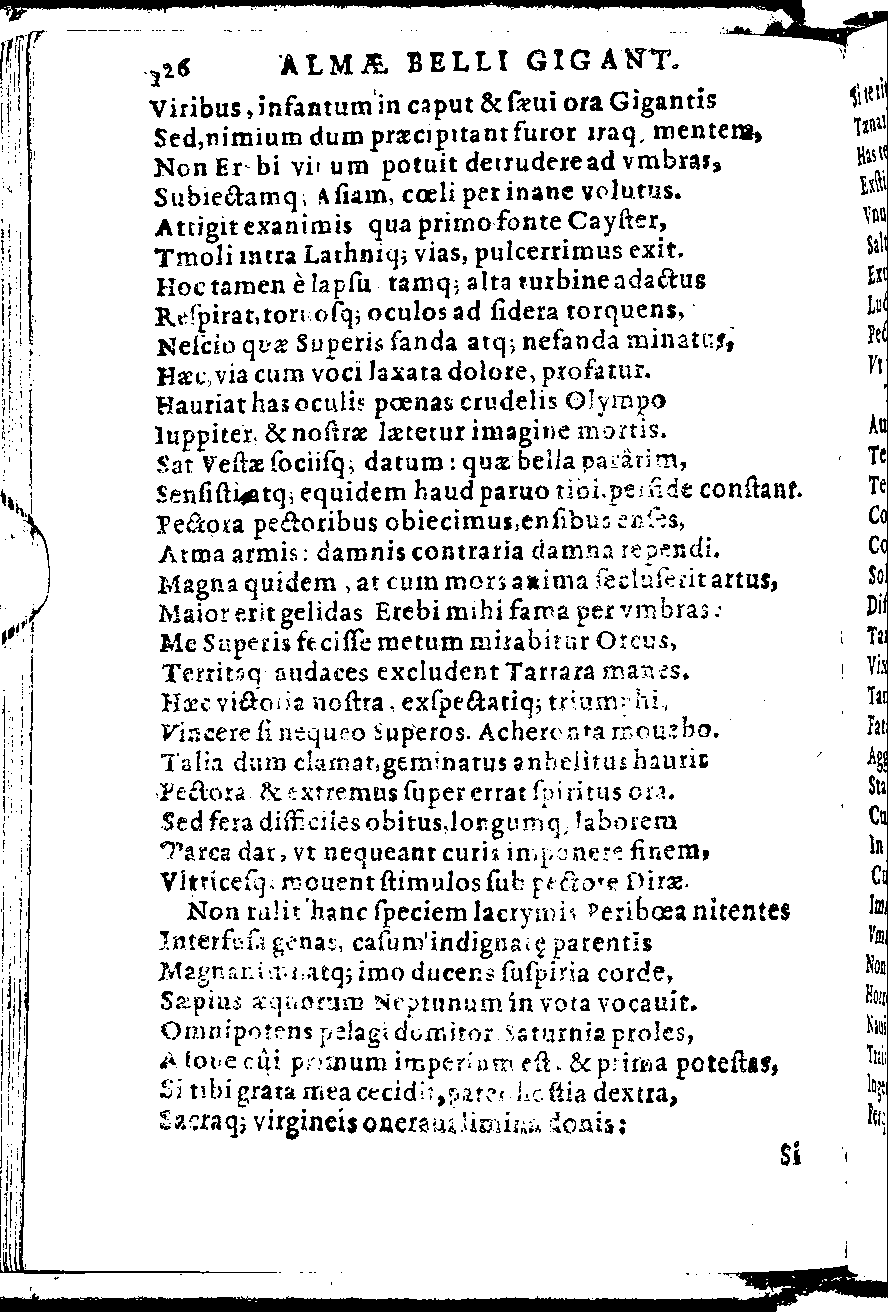 326 ALMÆ BELLI GIGANT.
Viribus, infantum in caput & ſæui ora Gigantis
Sed, nimium dum præcipitant furor iraq; mentem,
Non Er bi vi um potuit detrudere ad vmbras,
Subiectamq; Aſiam, cœli per inane volutus.
Attigit exanimis qua primo fonte Cayſter,
Tmoli intra Lathniq; vias, pulcerrimus exit.
Hoc tamen è lapſu tamq; alta turbine adactus
Reſpirat, toruoſq; oculos ad ſidera torquens,
Neſcio quæ Superis fanda atq; nefanda minatus,
Hæc, via cum voci laxata dolore, profatur.
Hauriat has oculis pœnas crudelis Olympo
Iuppiter, & noſtræ lætetur imagine mortis.
Sat Veſtæ ſociiſq; datum: quæ bella parârim,
Senſiſti atq; equidem haud paruo tibi, perfide conſtant.
Pectora pectoribus obiecimus, enſibus enſes,
Arma armis: damnis contraria damna rependi.
Magna quidem, at cum mors anima ſecluſerit artus,
Maior erit gelidas Erebi mihi fama per vmbras:
Me Superis feciſſe metum mirabitur Orcus,
Territaq audaces excludent Tartara manes.
Hæc victoria noſtra, exſpectatiq; triumphi,
Vincere ſi nequeo Superos. Acheronta mouebo.
Talia dum clamat, geminatus anhelitus haurit
Pectora & extremus ſuper errat ſpiritus ora.
Sed fera difficiles obitus, longumq, laborem
Parca dat, vt nequeant curis imponere finem,
Vltriceſq. mouent ſtimulos ſub pectore Diræ.
Non tulit hanc ſpeciem lacrymis Peribœa nitentes
Interfuſa genas, caſum indignatę parentis
Magnanimi atq; imo ducens ſuſpiria corde,
Sæpius æquorum Neptunum in vota vocauit.
Omnipotens pelagi domitor Saturnia proles,
A Ioue cûi primum imperium eſt, & prima poteſtas,
Si tibi grata mea cecidit, pater hoſtia dextra,
Sacraq; virgineis oneraui limina donis:
Si